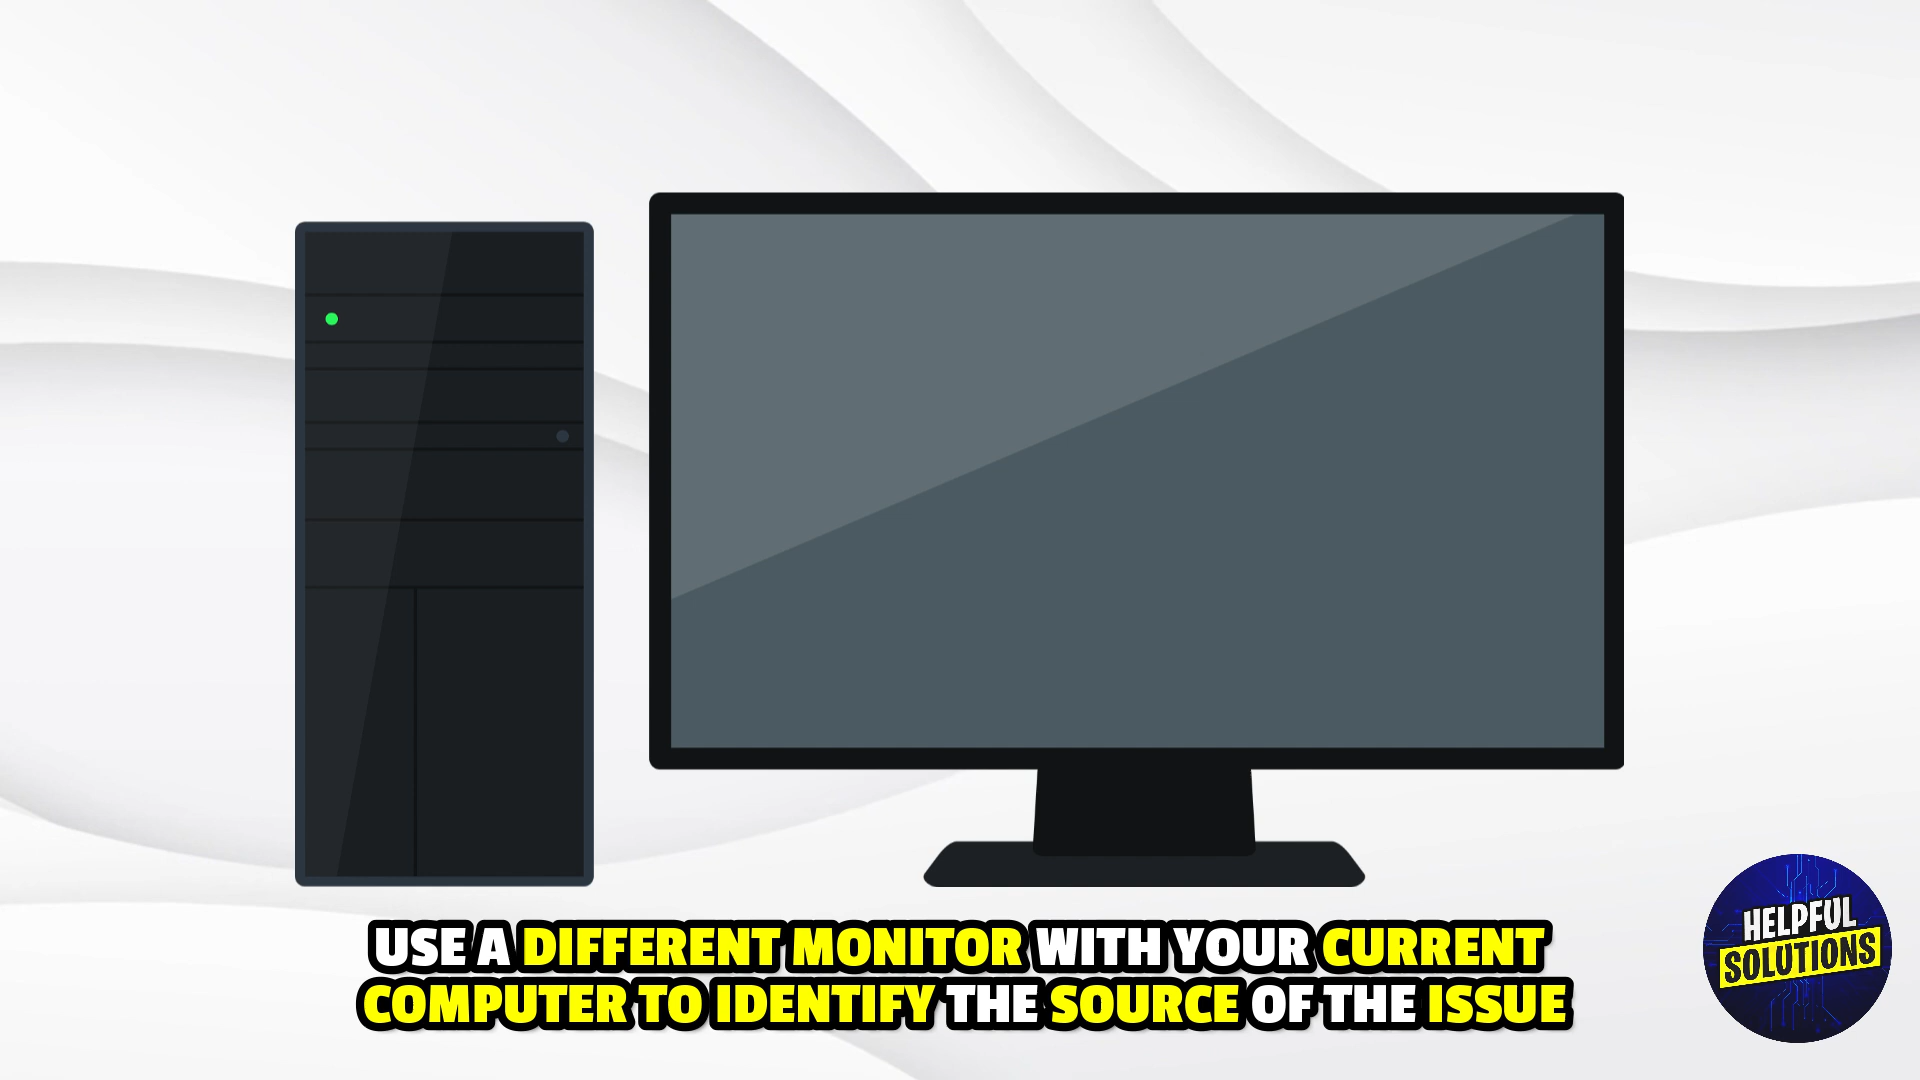 USE A DIFFERENT MONITOR WITH YOUR CURRENT
COMPUTER TO IDENTIFY THE SOURCE OF THE ISSUE
HELPFUL
SOLUTIONS